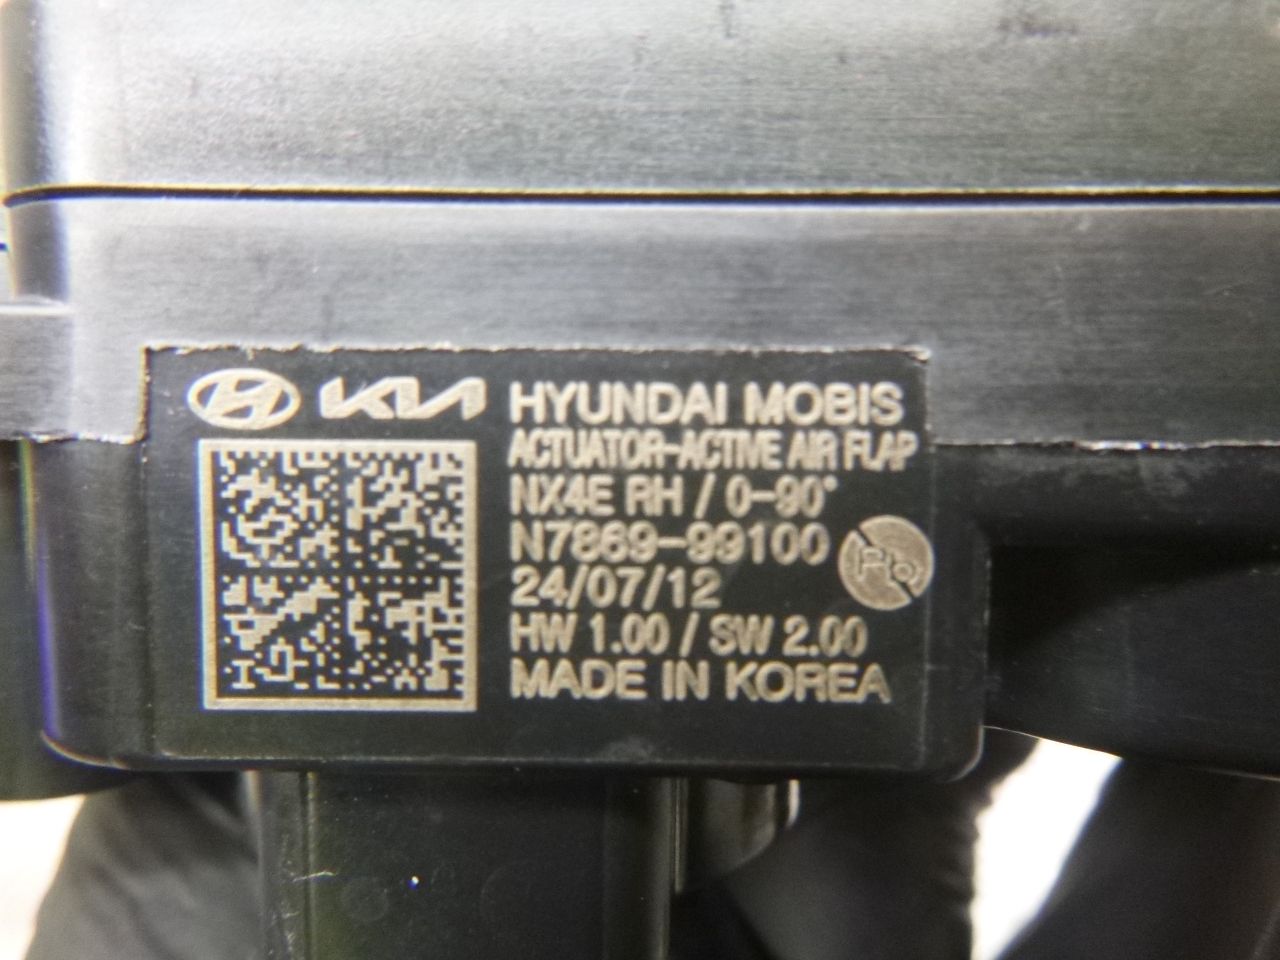 KIA HYUNDAI MOBIS
ACTUATOR-ACTIVE AIR FLAP
NX4E RH / 0-90°
N7869-99100
24/07/12
HW 1.00 / SW 2.00
MADE IN KOREA